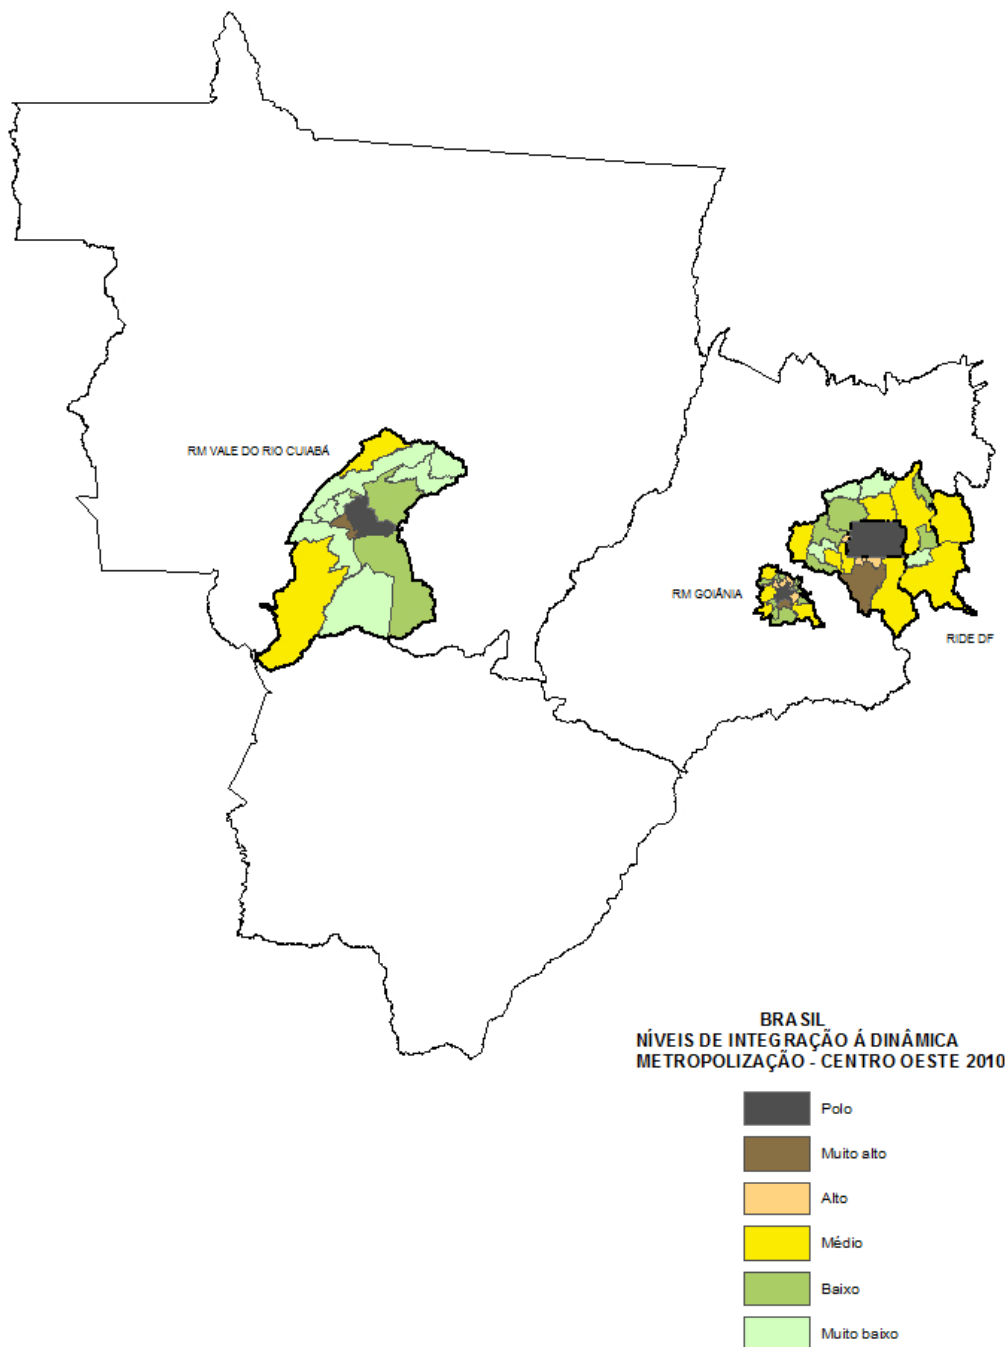 RM VALE DO RIO CUIABÁ
RM GOIÂNIA
RIDE DF
BRASIL
NÍVEIS DE INTEGRAÇÃO Á DINÂMICA
METROPOLIZAÇÃO - CENTRO OESTE 2010
Polo
Muito alto
Alto
Médio
Baixo
Muito baixo